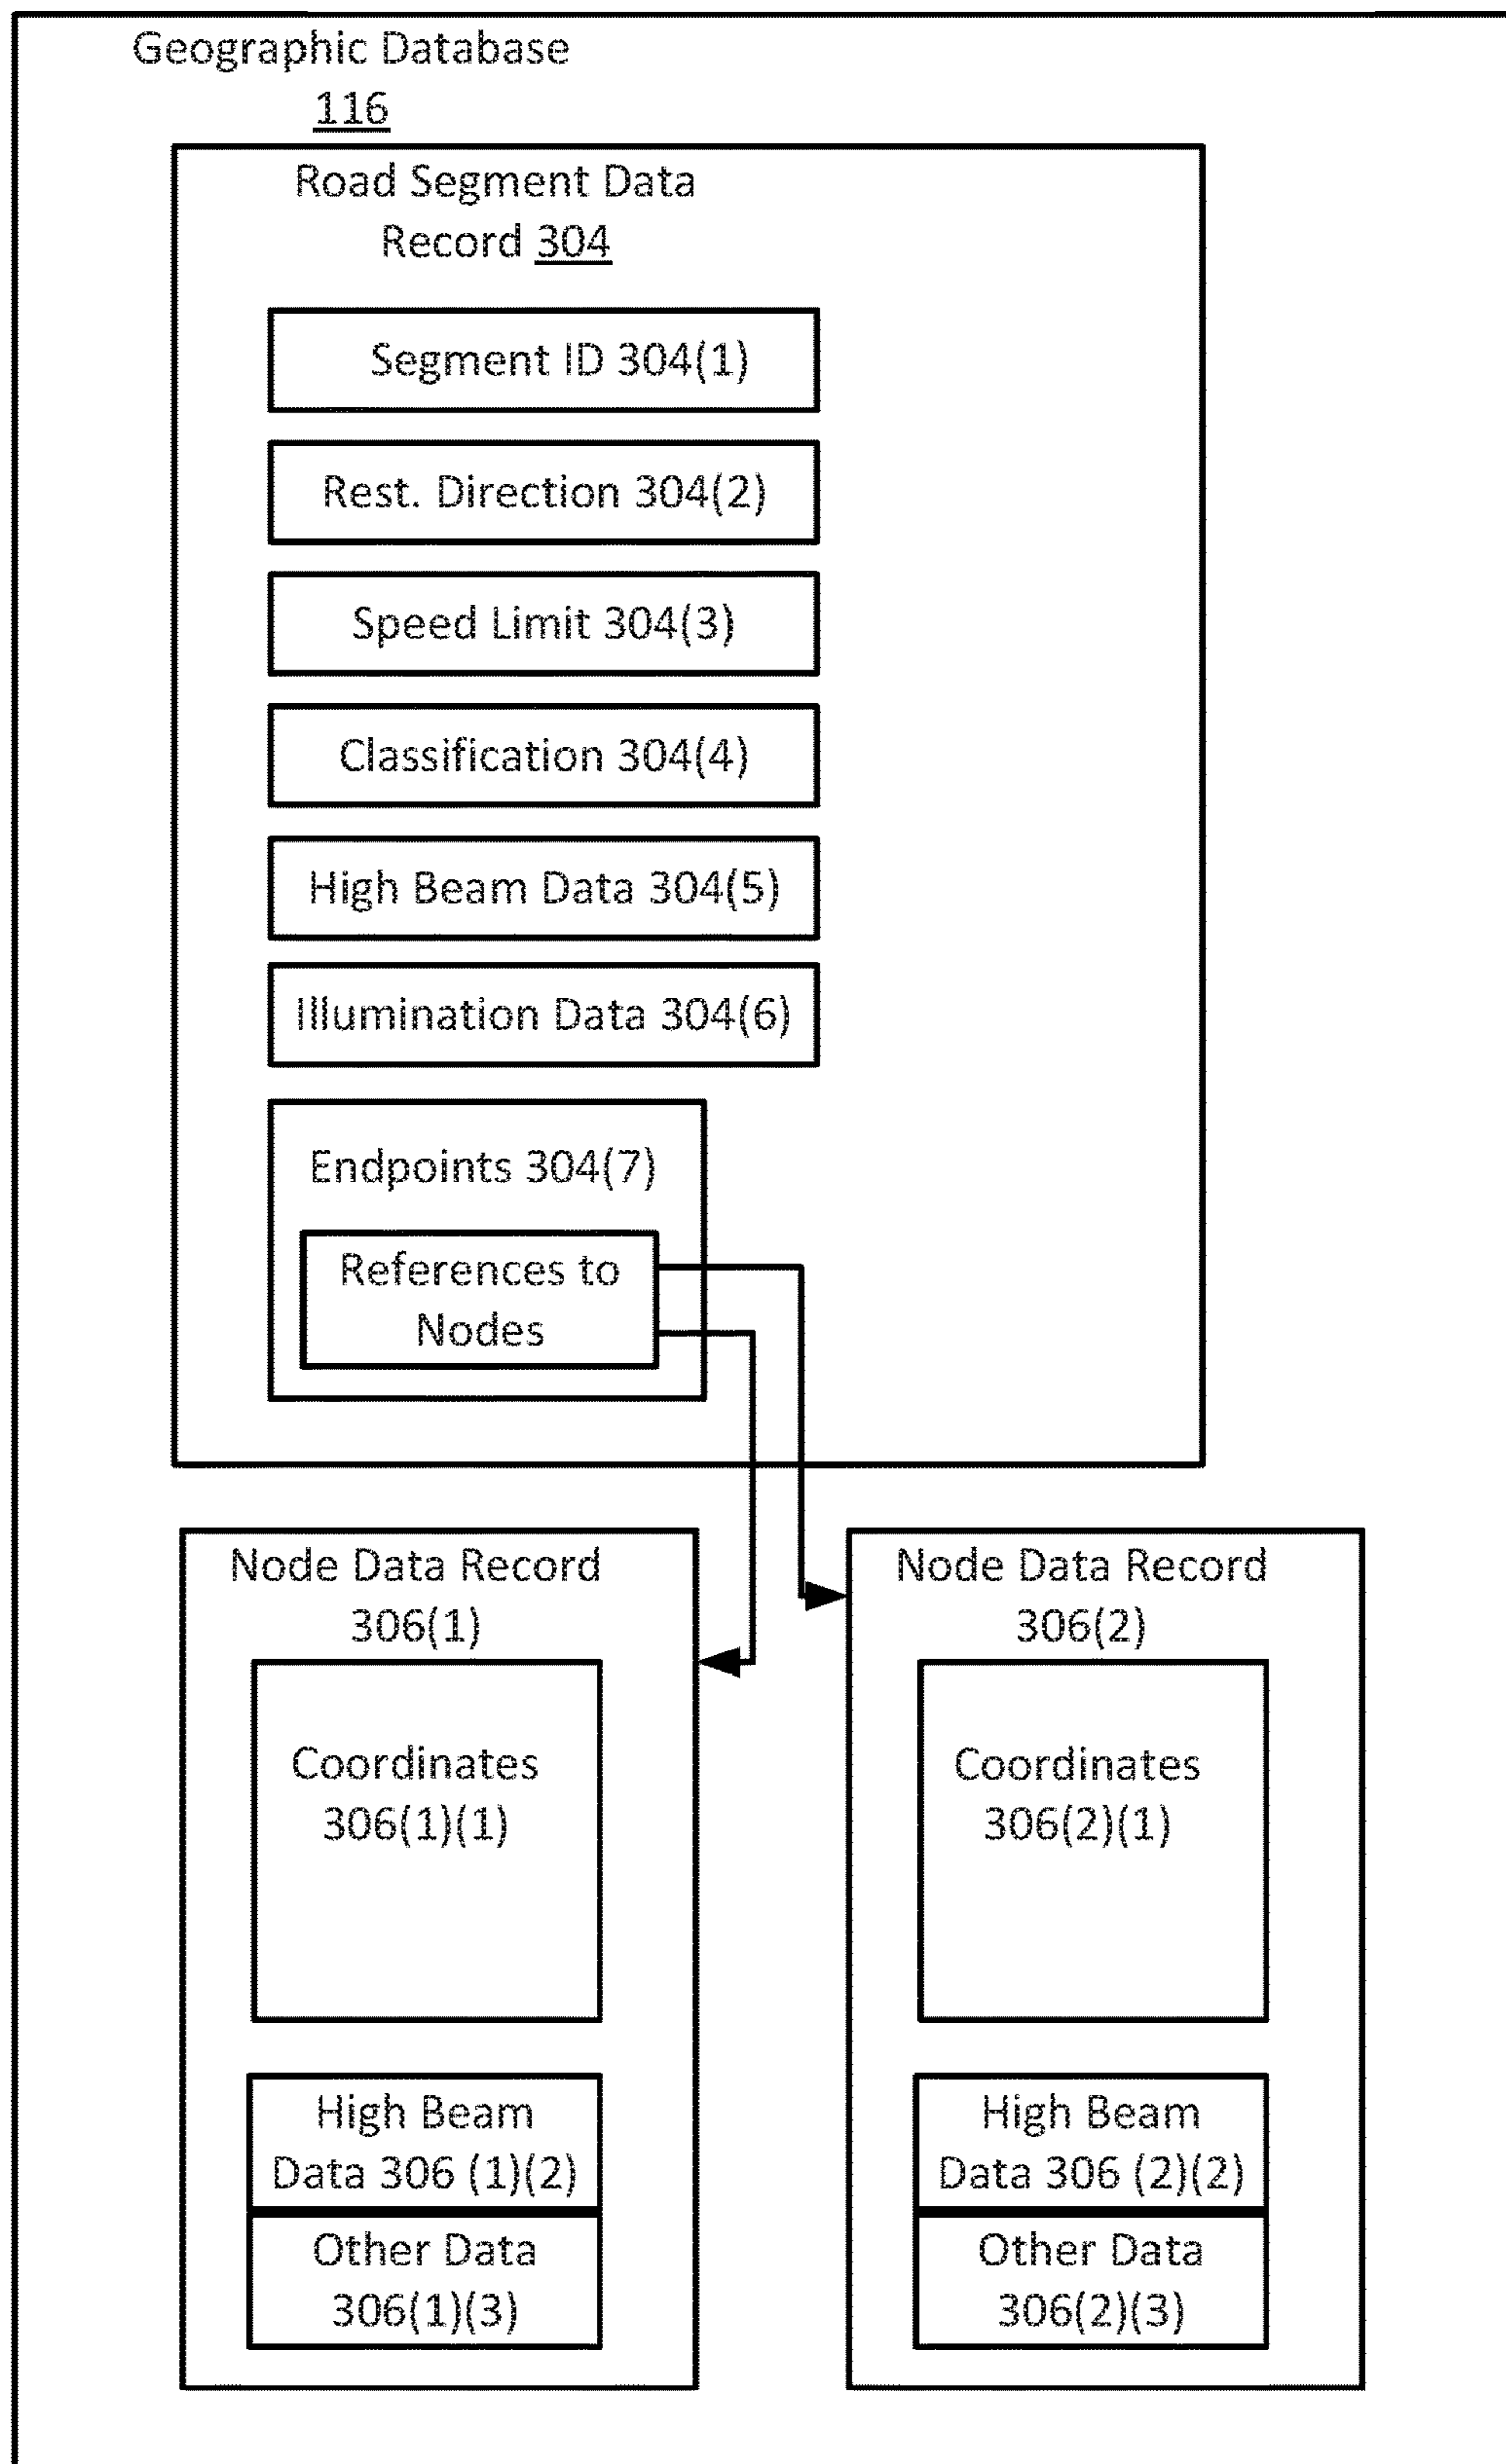 Geographic Database
116
Road Segment Data
Record 304
Segment ID 304(1)
Rest. Direction 304(2)
Speed Limit 304(3)
Classification 304(4)
High Beam Data 304(5)
Illumination Data 304(6)
Endpoints 304(7)
References to
Nodes
Node Data Record
306(1)
Coordinates
306(1)(1)
High Beam
Data 306 (1)(2)
Other Data
306(1)(3)
Node Data Record
306(2)
Coordinates
306(2)(1)
High Beam
Data 306 (2)(2)
Other Data
306(2)(3)